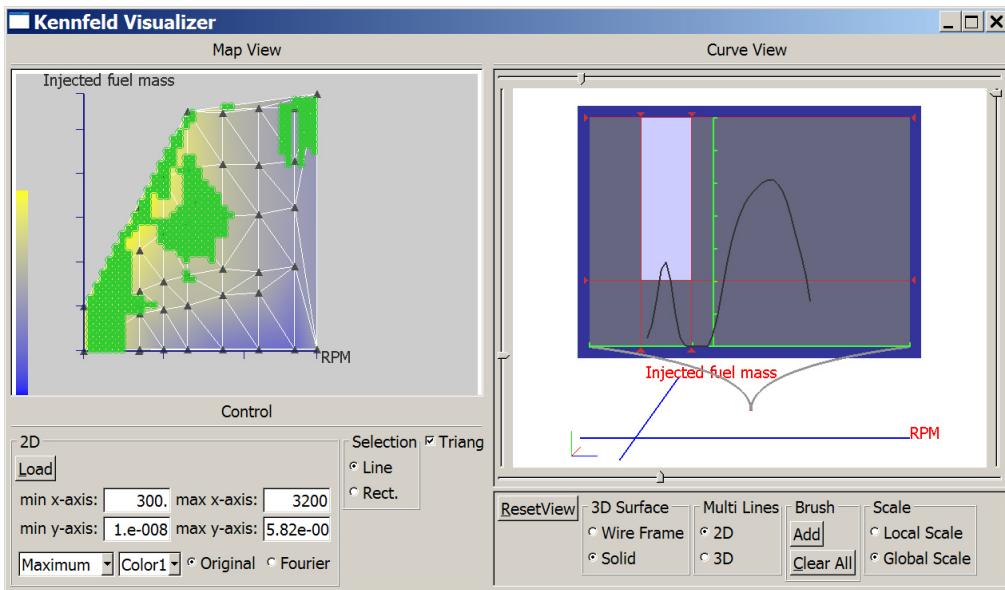 Kennfeld Visualizer
Map View
Injected fuel mass
RPM
Control
2D
Load
min x-axis: 300. max x-axis: 3200
min y-axis: 1.e-008 max y-axis: 5.82e-00
Maximum Color1 Original Fourier
Selection
Line
Rect.
Triang
Curve View
Injected fuel mass
RPM
ResetView
3D Surface
Wire Frame
Solid
Multi Lines
2D
3D
Brush
Add
Clear All
Scale
Local Scale
Global Scale